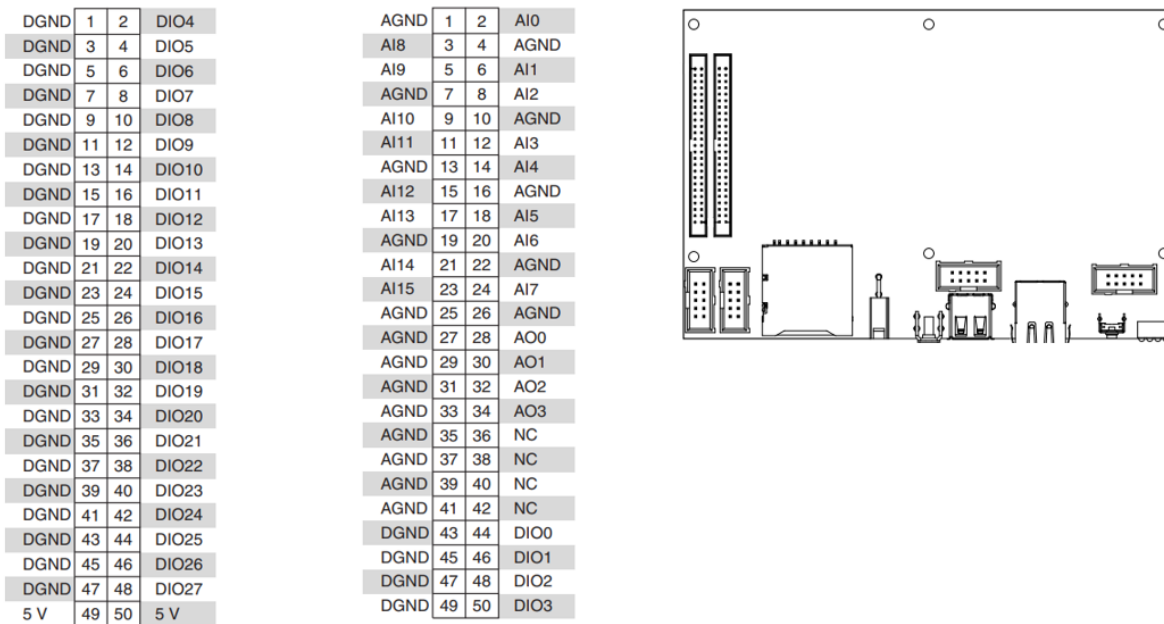 DGND 1 2 DIO4
DGND 3 4 DIO5
DGND 5 6 DIO6
DGND 7 8 DIO7
DGND 9 10 DIO8
DGND 11 12 DIO9
DGND 13 14 DIO10
DGND 15 16 DIO11
DGND 17 18 DIO12
DGND 19 20 DIO13
DGND 21 22 DIO14
DGND 23 24 DIO15
DGND 25 26 DIO16
DGND 27 28 DIO17
DGND 29 30 DIO18
DGND 31 32 DIO19
DGND 33 34 DIO20
DGND 35 36 DIO21
DGND 37 38 DIO22
DGND 39 40 DIO23
DGND 41 42 DIO24
DGND 43 44 DIO25
DGND 45 46 DIO26
DGND 47 48 DIO27
5 V 49 50 5 V
AGND 1 2 AI0
AI8 3 4 AGND
AI9 5 6 AI1
AGND 7 8 AI2
AI10 9 10 AGND
AI11 11 12 AI3
AGND 13 14 AI4
AI12 15 16 AGND
AI13 17 18 AI5
AGND 19 20 AI6
AI14 21 22 AGND
AI15 23 24 AI7
AGND 25 26 AGND
AGND 27 28 AO0
AGND 29 30 AO1
AGND 31 32 AO2
AGND 33 34 AO3
AGND 35 36 NC
AGND 37 38 NC
AGND 39 40 NC
AGND 41 42 NC
DGND 43 44 DIO0
DGND 45 46 DIO1
DGND 47 48 DIO2
DGND 49 50 DIO3